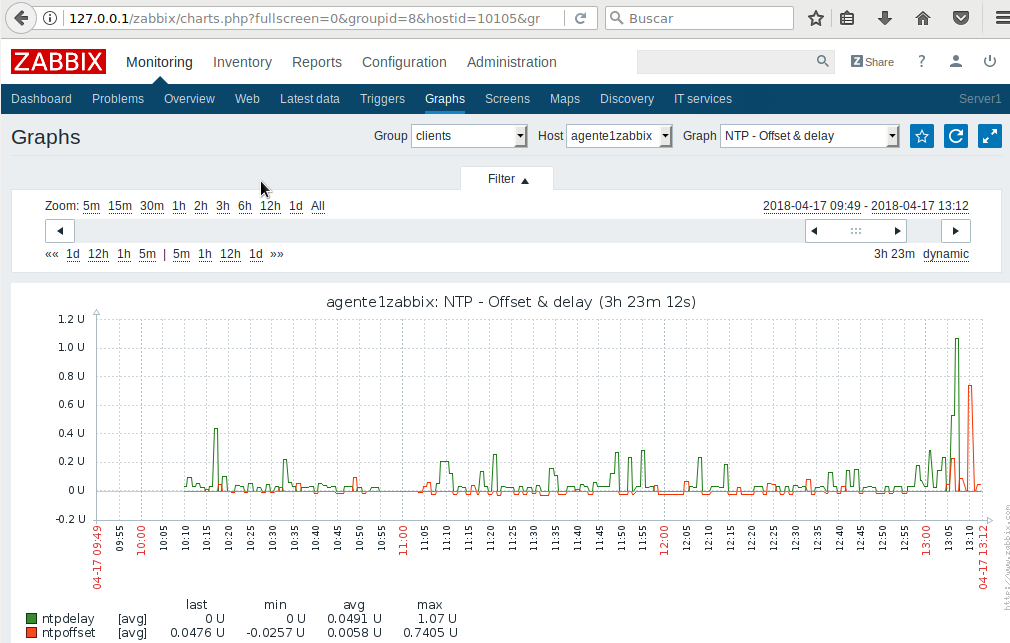 127.0.0.1/zabbix/charts.php?fullscreen=0&groupid=8&hostid=10105&gr Buscar
ZABBIX Monitoring Inventory Reports Configuration Administration Z Share ?
Dashboard Problems Overview Web Latest data Triggers Graphs Screens Maps Discovery IT services Server1
Graphs Group clients Host agente1zabbix Graph NTP - Offset & delay
Filter ▲
Zoom: 5m 15m 30m 1h 2h 3h 6h 12h 1d All 2018-04-17 09:49 - 2018-04-17 13:12
«« 1d 12h 1h 5m | 5m 1h 12h 1d »» 3h 23m dynamic
agente1zabbix: NTP - Offset & delay (3h 23m 12s)
1.2 U
1.0 U
0.8 U
0.6 U
0.4 U
0.2 U
0 U
-0.2 U
04-17 09:49 09:55 10:00 10:05 10:10 10:15 10:20 10:25 10:30 10:35 10:40 10:45 10:50 10:55 11:00 11:05 11:10 11:15 11:20 11:25 11:30 11:35 11:40 11:45 11:50 11:55 12:00 12:05 12:10 12:15 12:20 12:25 12:30 12:35 12:40 12:45 12:50 12:55 13:00 13:05 13:10 04-17 13:12
http://www.zabbix.com
last min avg max
ntpdelay [avg] 0 U 0 U 0.0491 U 1.07 U
ntpoffset [avg] 0.0476 U -0.0257 U 0.0058 U 0.7405 U